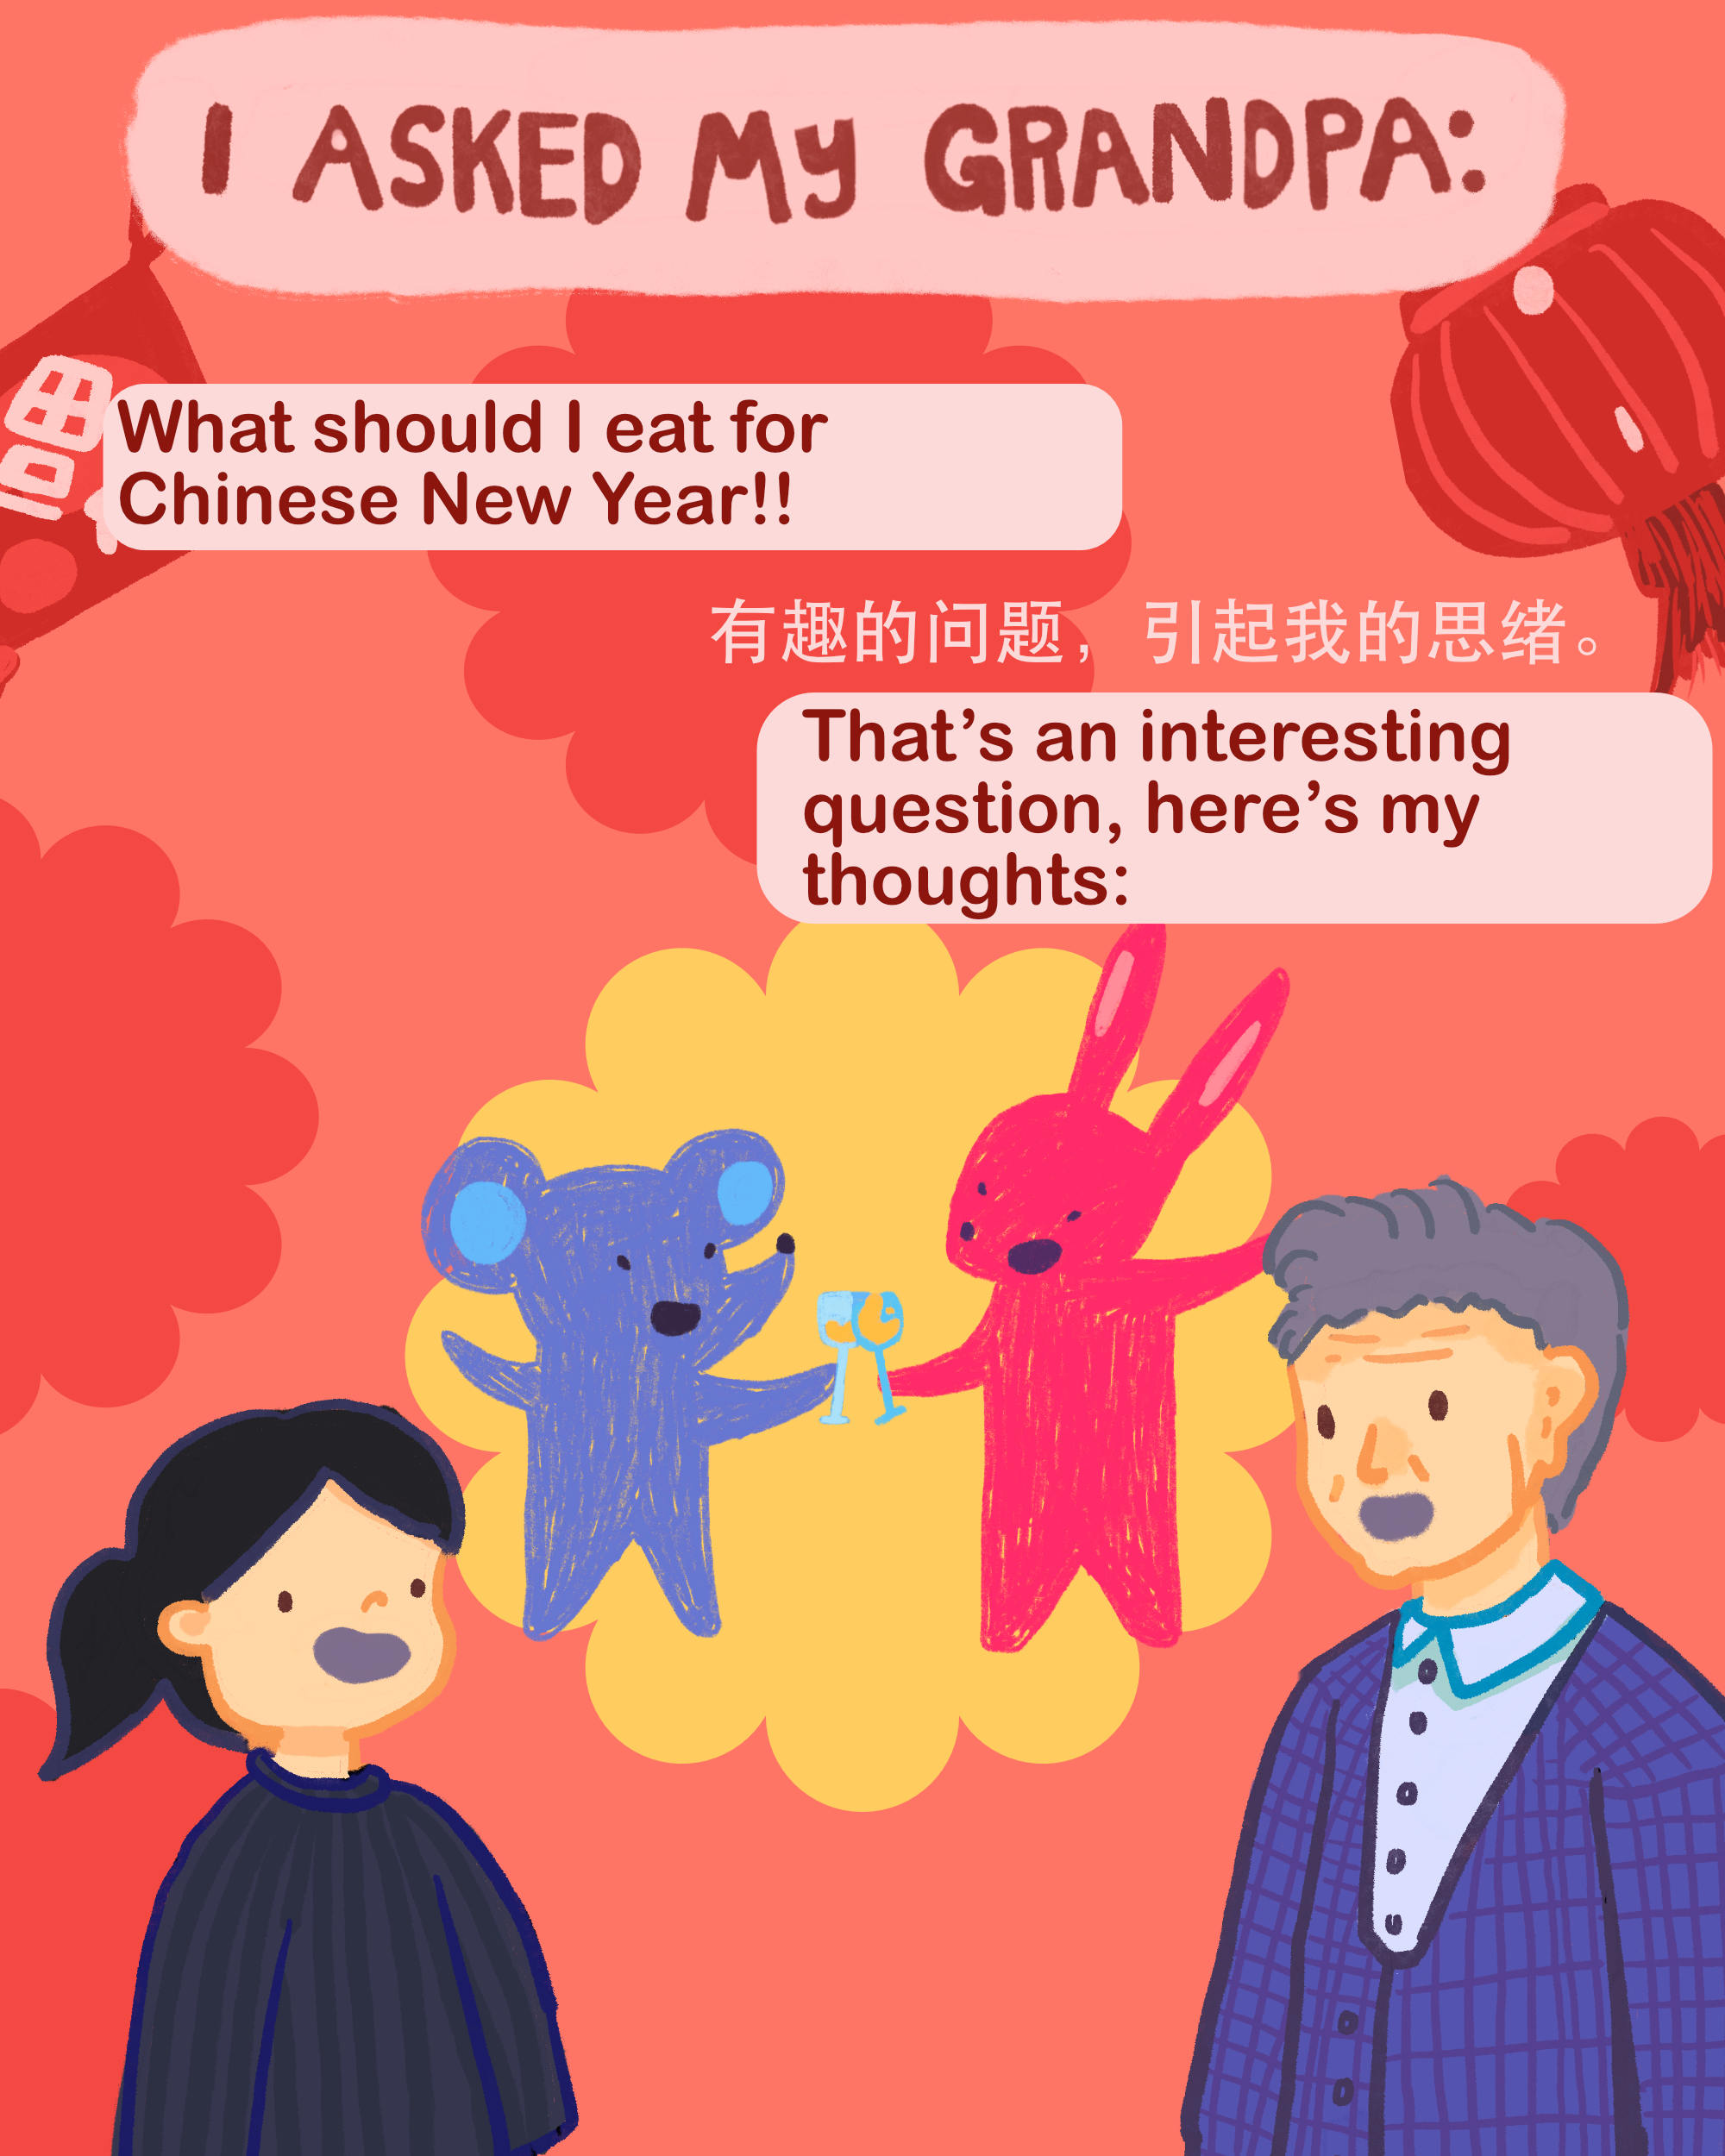 I ASKED MY GRANDPA:
What should I eat for
Chinese New Year!!
有趣的问题，引起我的思绪。
That’s an interesting
question, here’s my
thoughts: